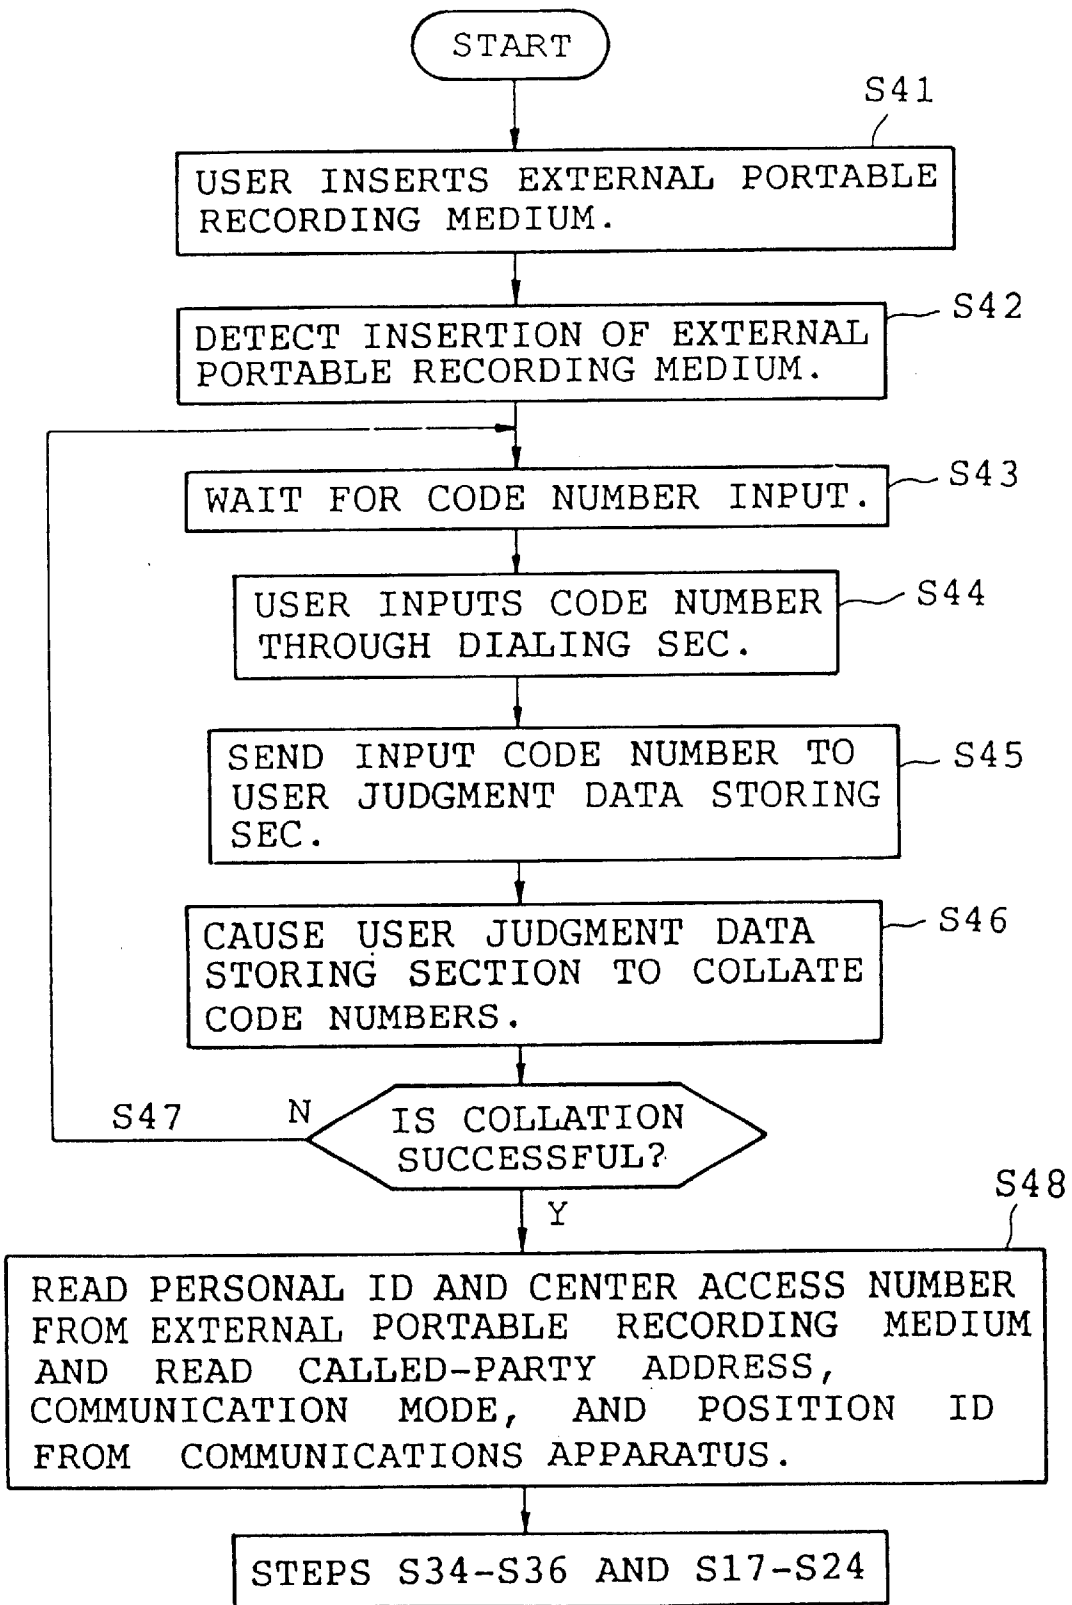 START
S41
USER INSERTS EXTERNAL PORTABLE
RECORDING MEDIUM.
S42
DETECT INSERTION OF EXTERNAL
PORTABLE RECORDING MEDIUM.
S43
WAIT FOR CODE NUMBER INPUT.
S44
USER INPUTS CODE NUMBER
THROUGH DIALING SEC.
S45
SEND INPUT CODE NUMBER TO
USER JUDGMENT DATA STORING
SEC.
S46
CAUSE USER JUDGMENT DATA
STORING SECTION TO COLLATE
CODE NUMBERS.
S47 N
IS COLLATION
SUCCESSFUL?
Y
S48
READ PERSONAL ID AND CENTER ACCESS NUMBER
FROM EXTERNAL PORTABLE RECORDING MEDIUM
AND READ CALLED-PARTY ADDRESS,
COMMUNICATION MODE, AND POSITION ID
FROM COMMUNICATIONS APPARATUS.
STEPS S34-S36 AND S17-S24